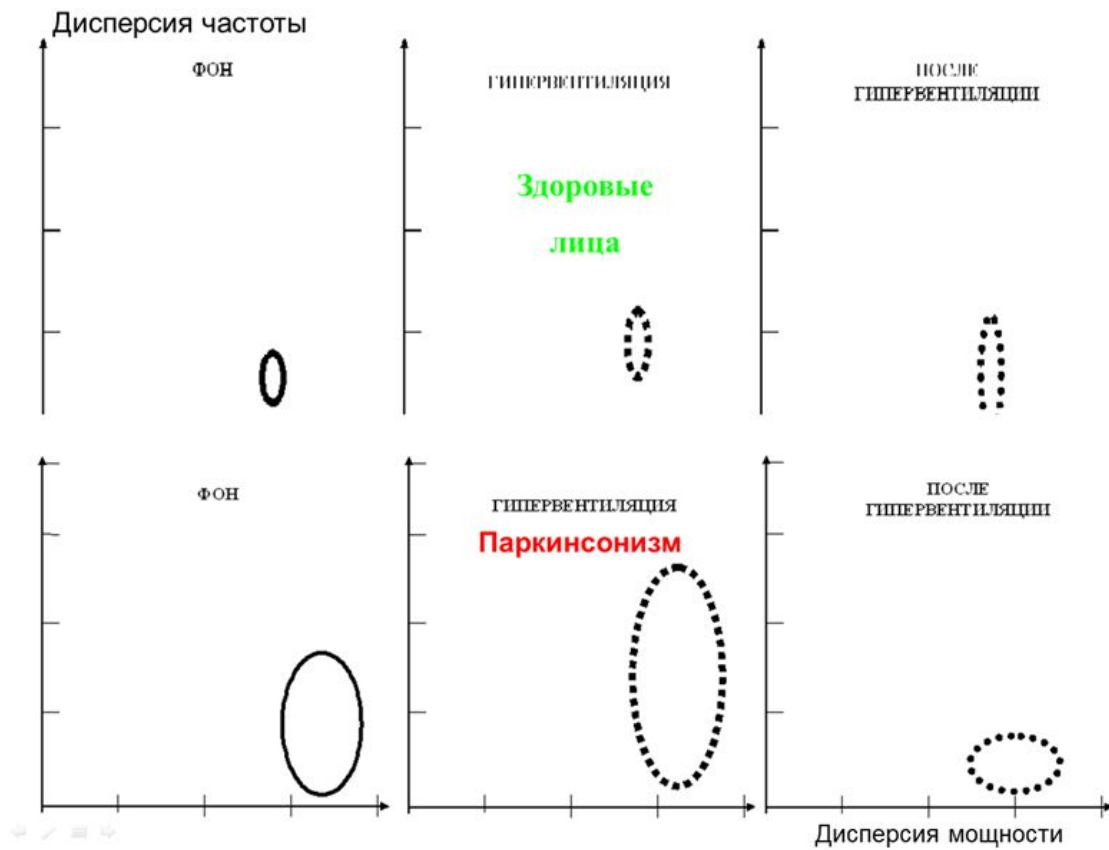 Дисперсия частоты
ФОН
ГИПЕРВЕНТИЛЯЦИЯ
ПОСЛЕ
ГИПЕРВЕНТИЛЯЦИИ
Здоровые
лица
ФОН
ГИПЕРВЕНТИЛЯЦИЯ
Паркинсонизм
ПОСЛЕ
ГИПЕРВЕНТИЛЯЦИИ
Дисперсия мощности